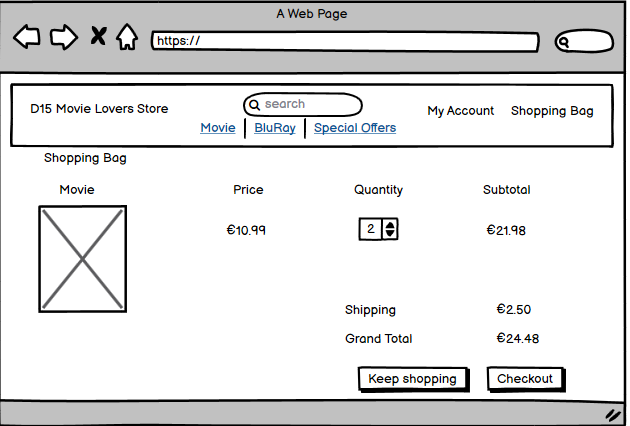 A Web Page
https://
D15 Movie Lovers Store
search
My Account Shopping Bag
Movie BluRay Special Offers
Shopping Bag
Movie Price Quantity Subtotal
€10.99 2 €21.98
Shipping €2.50
Grand Total €24.48
Keep shopping Checkout